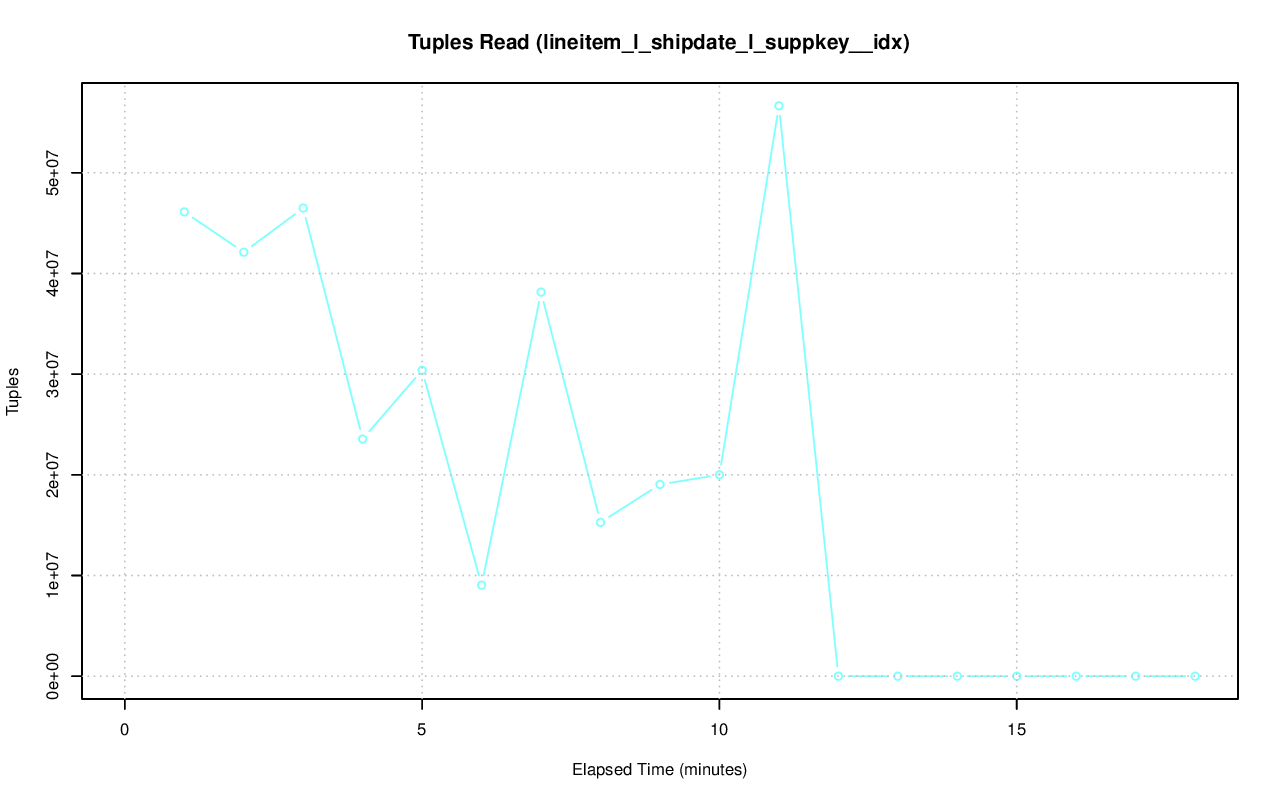 Tuples Read (lineitem_l_shipdate_l_suppkey__idx)
Tuples
5e+07
4e+07
3e+07
2e+07
1e+07
0e+00
0 5 10 15
Elapsed Time (minutes)